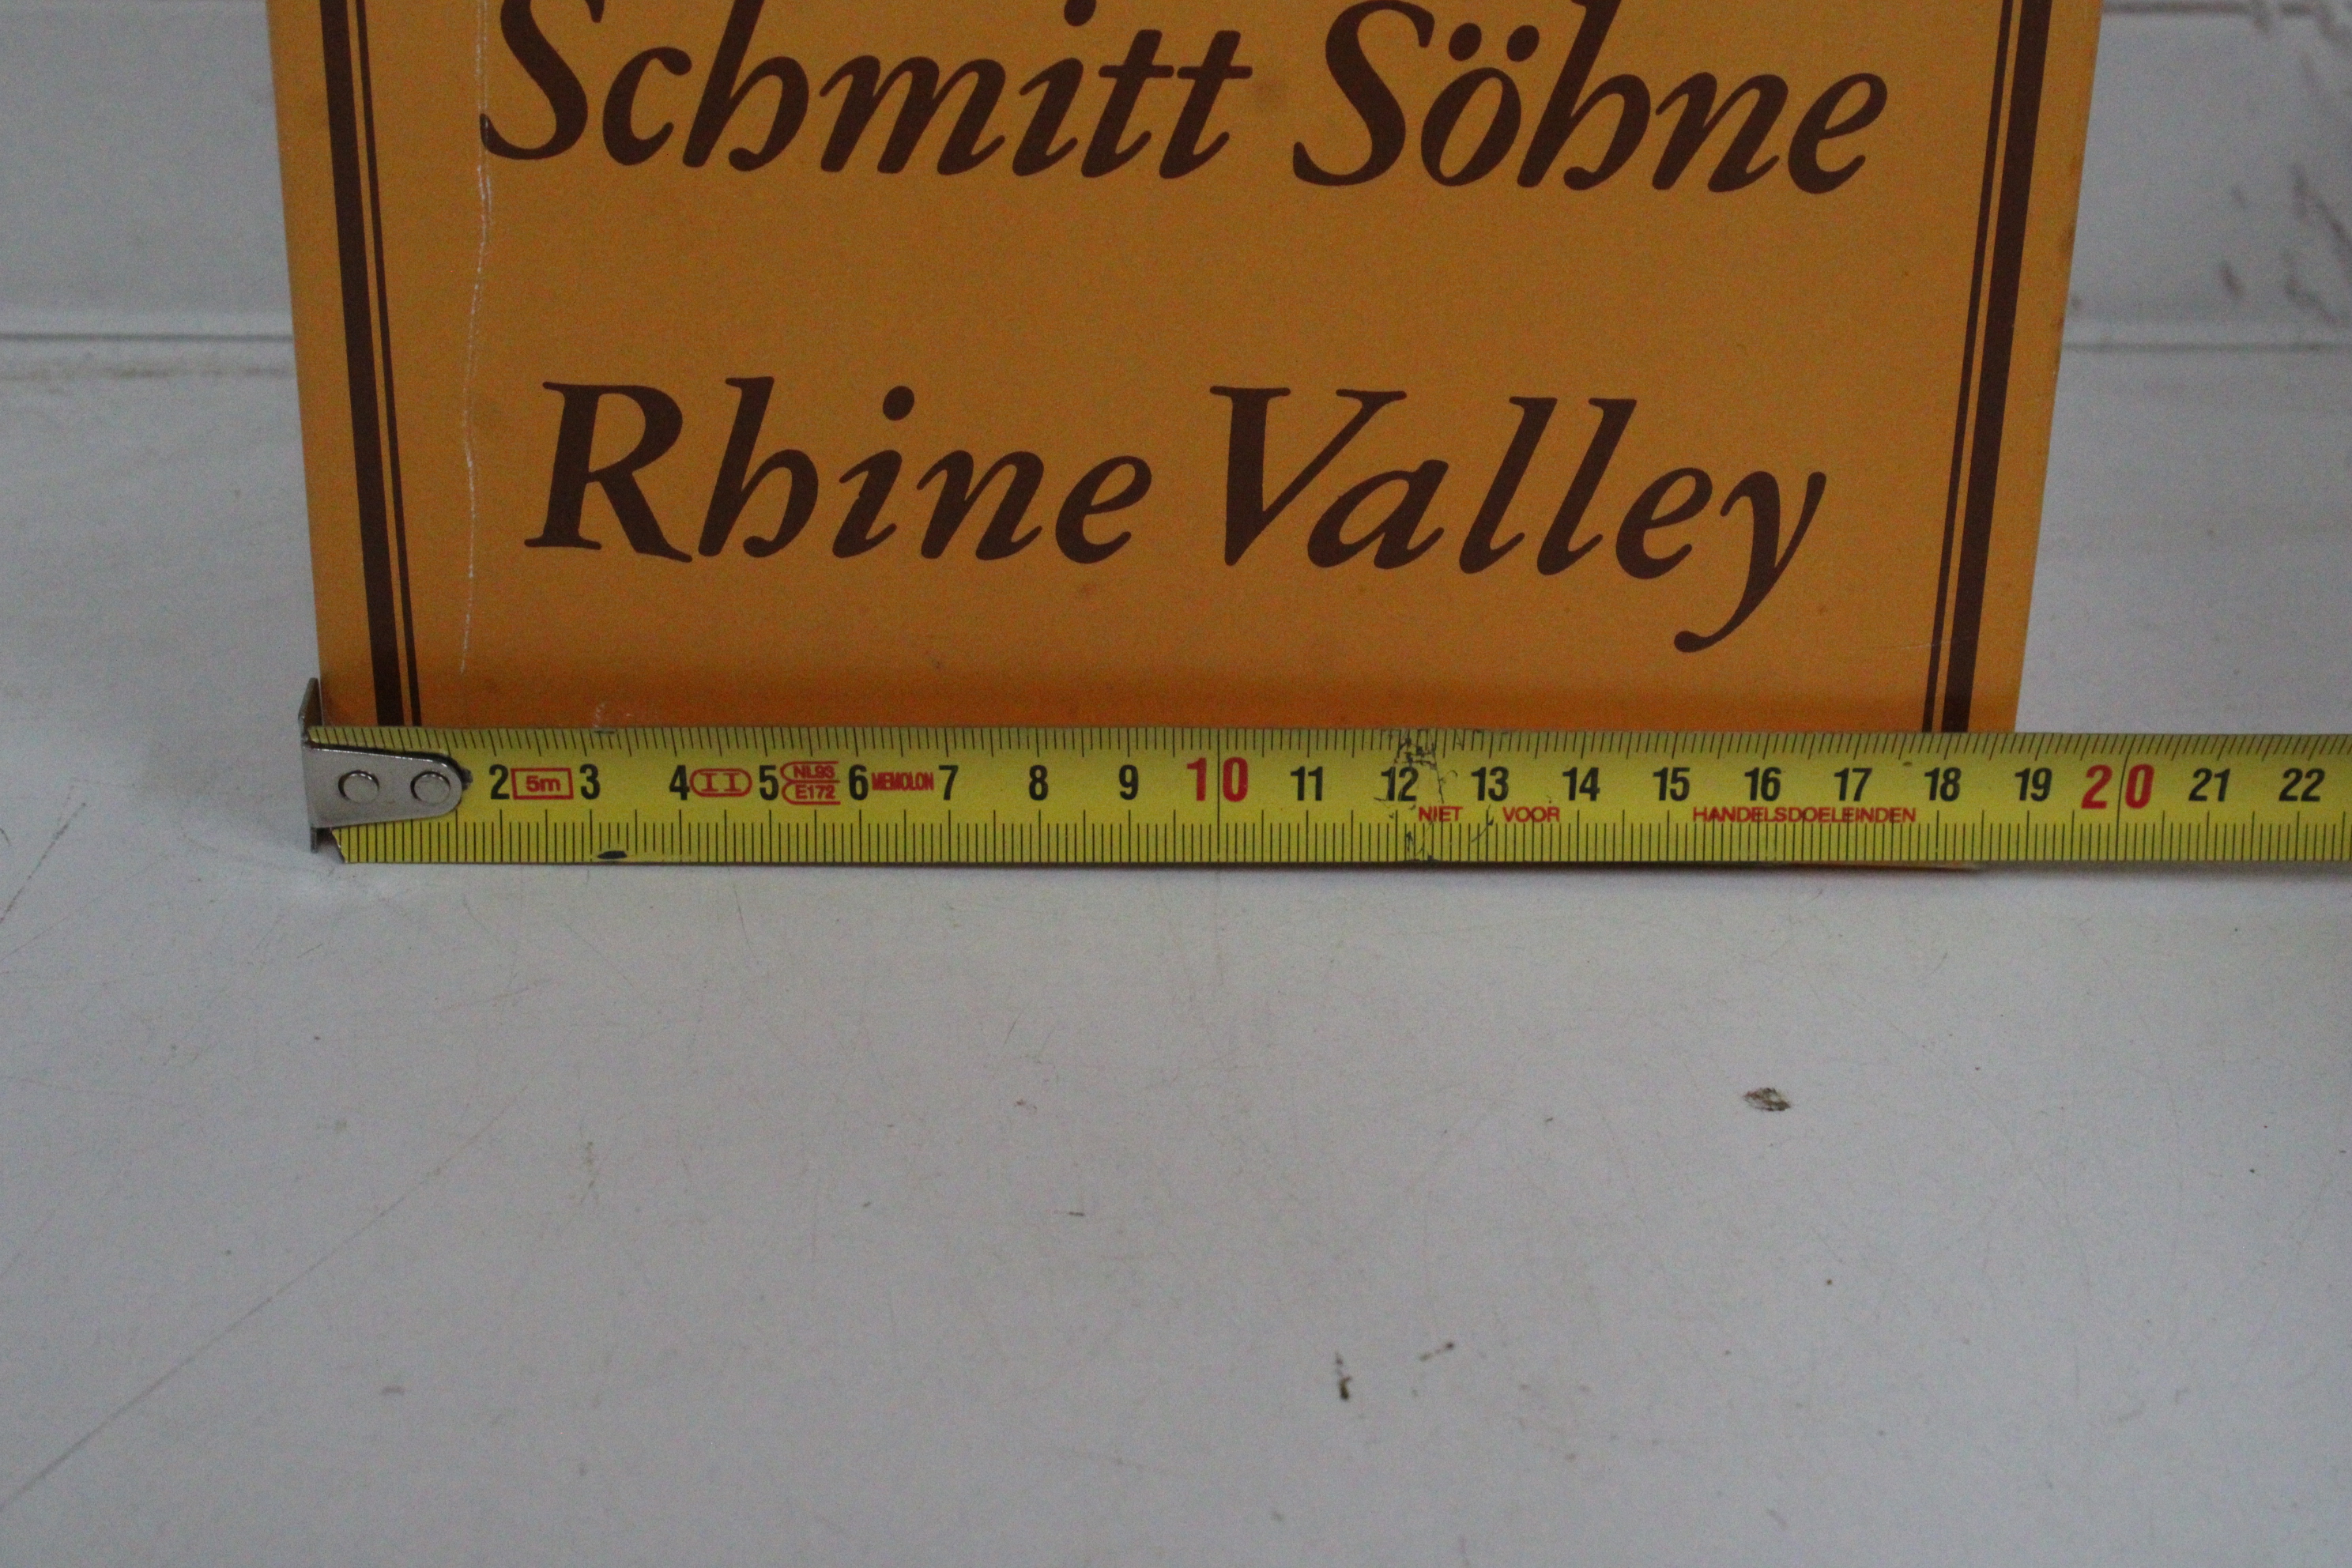 Schmitt Söhne
Rhine Valley
2 5m 3 4 II 5 NL93 E172 6 MEMOLON 7 8 9 10 11 12 13 14 15 16 17 18 19 20 21 22
NIET VOOR HANDELSDOELEINDEN